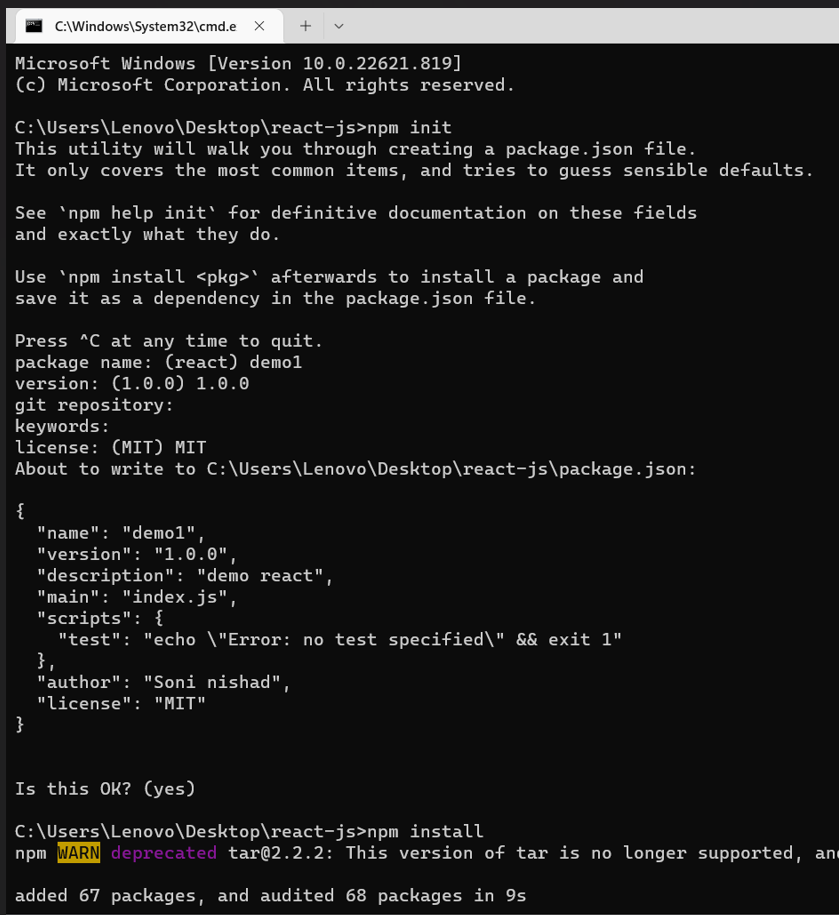 C:\Windows\System32\cmd.e
Microsoft Windows [Version 10.0.22621.819]
(c) Microsoft Corporation. All rights reserved.
C:\Users\Lenovo\Desktop\react-js>npm init
This utility will walk you through creating a package.json file.
It only covers the most common items, and tries to guess sensible defaults.
See `npm help init` for definitive documentation on these fields
and exactly what they do.
Use `npm install <pkg>` afterwards to install a package and
save it as a dependency in the package.json file.
Press ^C at any time to quit.
package name: (react) demo1
version: (1.0.0) 1.0.0
git repository:
keywords:
license: (MIT) MIT
About to write to C:\Users\Lenovo\Desktop\react-js\package.json:
{
  "name": "demo1",
  "version": "1.0.0",
  "description": "demo react",
  "main": "index.js",
  "scripts": {
    "test": "echo \"Error: no test specified\" && exit 1"
  },
  "author": "Soni nishad",
  "license": "MIT"
}
Is this OK? (yes)
C:\Users\Lenovo\Desktop\react-js>npm install
npm WARN deprecated tar@2.2.2: This version of tar is no longer supported, an
added 67 packages, and audited 68 packages in 9s